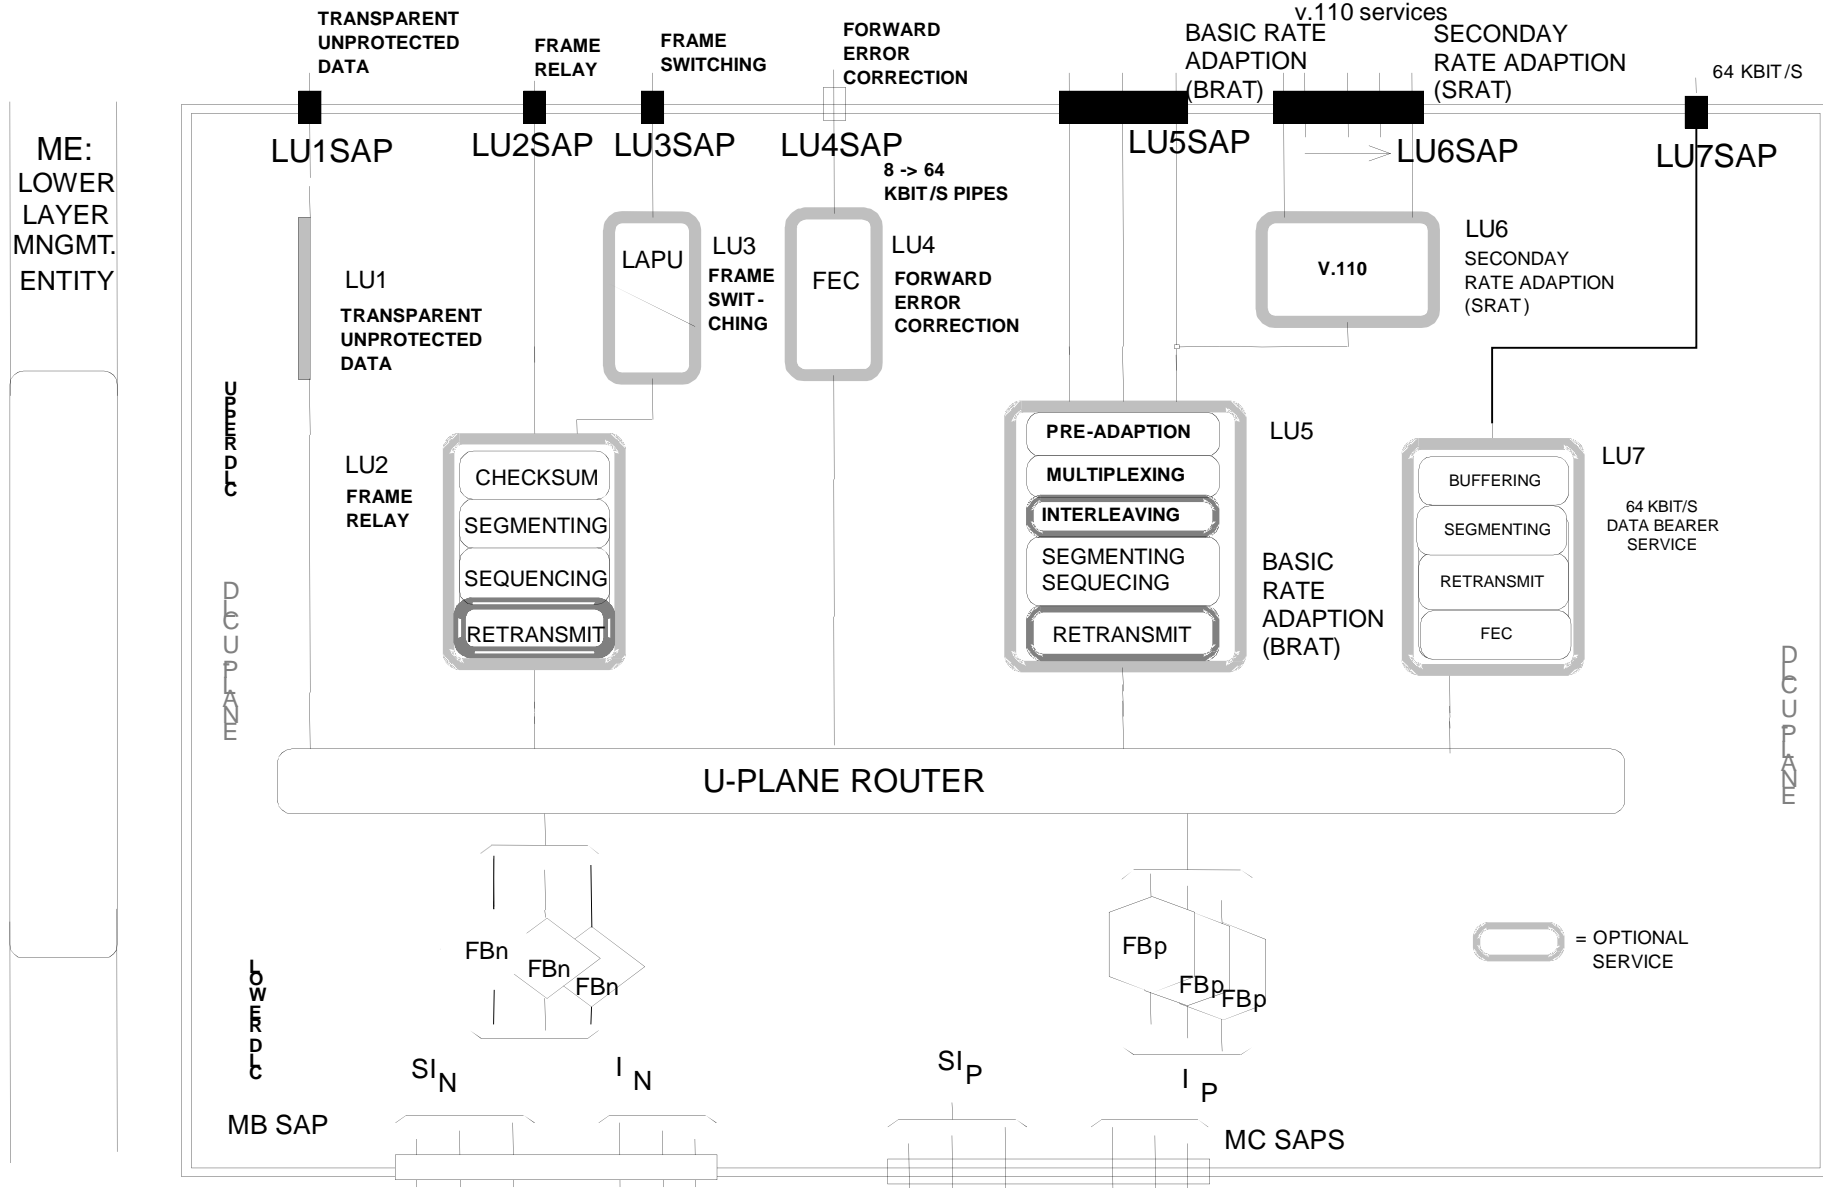 TRANSPARENT
UNPROTECTED
DATA
FRAME
RELAY
FRAME
SWITCHING
FORWARD
ERROR
CORRECTION
v.110 services
BASIC RATE
ADAPTION
(BRAT)
SECONDAY
RATE ADAPTION
(SRAT)
64 KBIT/S
LU1SAP
LU2SAP
LU3SAP
LU4SAP
LU5SAP
LU6SAP
LU7SAP
8 -> 64
KBIT/S PIPES
ME:
LOWER
LAYER
MNGMT.
ENTITY
LU1
TRANSPARENT
UNPROTECTED
DATA
LAPU
LU3
FRAME
SWIT-
CHING
FEC
LU4
FORWARD
ERROR
CORRECTION
V.110
LU6
SECONDAY
RATE ADAPTION
(SRAT)
UPPER DLC
LU2
FRAME
RELAY
CHECKSUM
SEGMENTING
SEQUENCING
RETRANSMIT
PRE-ADAPTION
MULTIPLEXING
INTERLEAVING
SEGMENTING
SEQUECING
RETRANSMIT
LU5
BASIC
RATE
ADAPTION
(BRAT)
BUFFERING
SEGMENTING
RETRANSMIT
FEC
LU7
64 KBIT/S
DATA BEARER
SERVICE
DLC U PLANE
DLC U PLANE
U-PLANE ROUTER
FBn
FBn
FBn
FBp
FBp
FBp
= OPTIONAL
SERVICE
LOWER DLC
SIN
IN
SIP
IP
MB SAP
MC SAPS